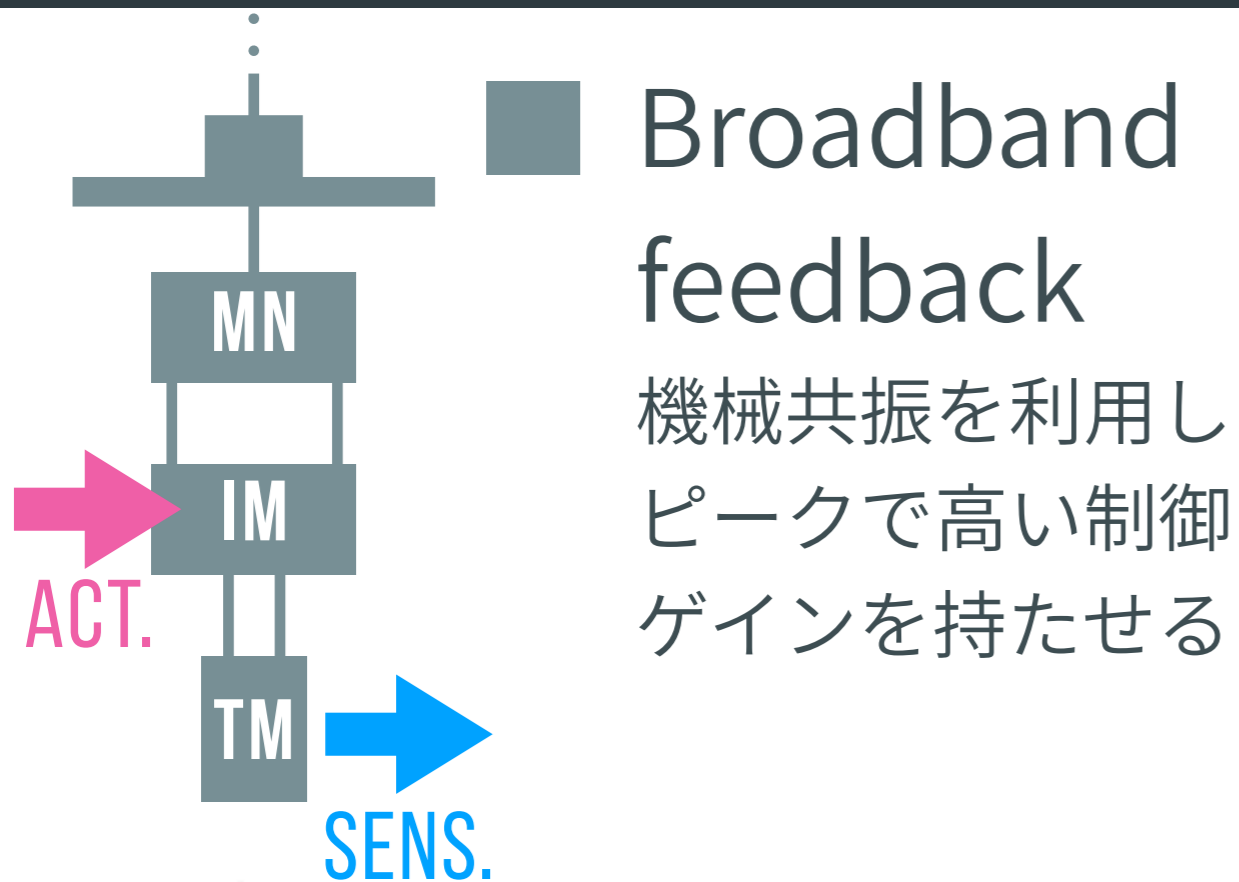 MN
IM
ACT.
TM
SENS.
Broadband
feedback
機械共振を利用し
ピークで高い制御
ゲインを持たせる